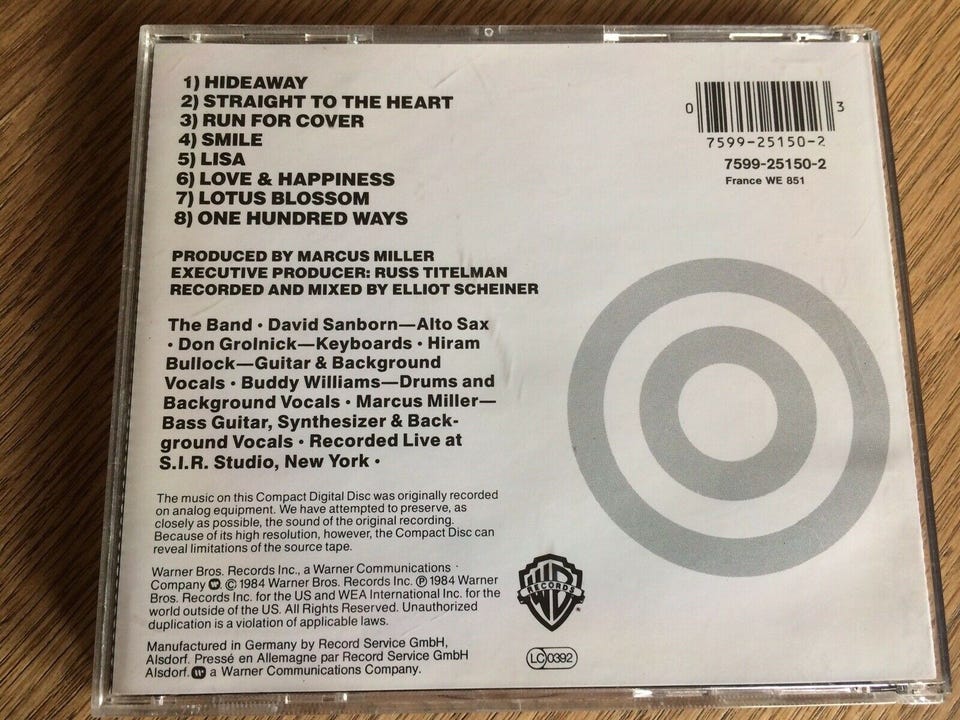 1) HIDEAWAY
2) STRAIGHT TO THE HEART
3) RUN FOR COVER
4) SMILE
5) LISA
6) LOVE & HAPPINESS
7) LOTUS BLOSSOM
8) ONE HUNDRED WAYS
0 7599-25150-2 3
7599-25150-2
France WE 851
PRODUCED BY MARCUS MILLER
EXECUTIVE PRODUCER: RUSS TITELMAN
RECORDED AND MIXED BY ELLIOT SCHEINER
The Band • David Sanborn—Alto Sax
• Don Grolnick—Keyboards • Hiram
Bullock—Guitar & Background
Vocals • Buddy Williams—Drums and
Background Vocals • Marcus Miller—
Bass Guitar, Synthesizer & Back-
ground Vocals • Recorded Live at
S.I.R. Studio, New York •
The music on this Compact Digital Disc was originally recorded
on analog equipment. We have attempted to preserve, as
closely as possible, the sound of the original recording.
Because of its high resolution, however, the Compact Disc can
reveal limitations of the source tape.
Warner Bros. Records Inc., a Warner Communications
Company © 1984 Warner Bros. Records Inc. ℗ 1984 Warner
Bros. Records Inc. for the US and WEA International Inc. for the
world outside of the US. All Rights Reserved. Unauthorized
duplication is a violation of applicable laws.
Manufactured in Germany by Record Service GmbH,
Alsdorf. Pressé en Allemagne par Record Service GmbH
Alsdorf. a Warner Communications Company.
WB RECORDS ®
LC 0392